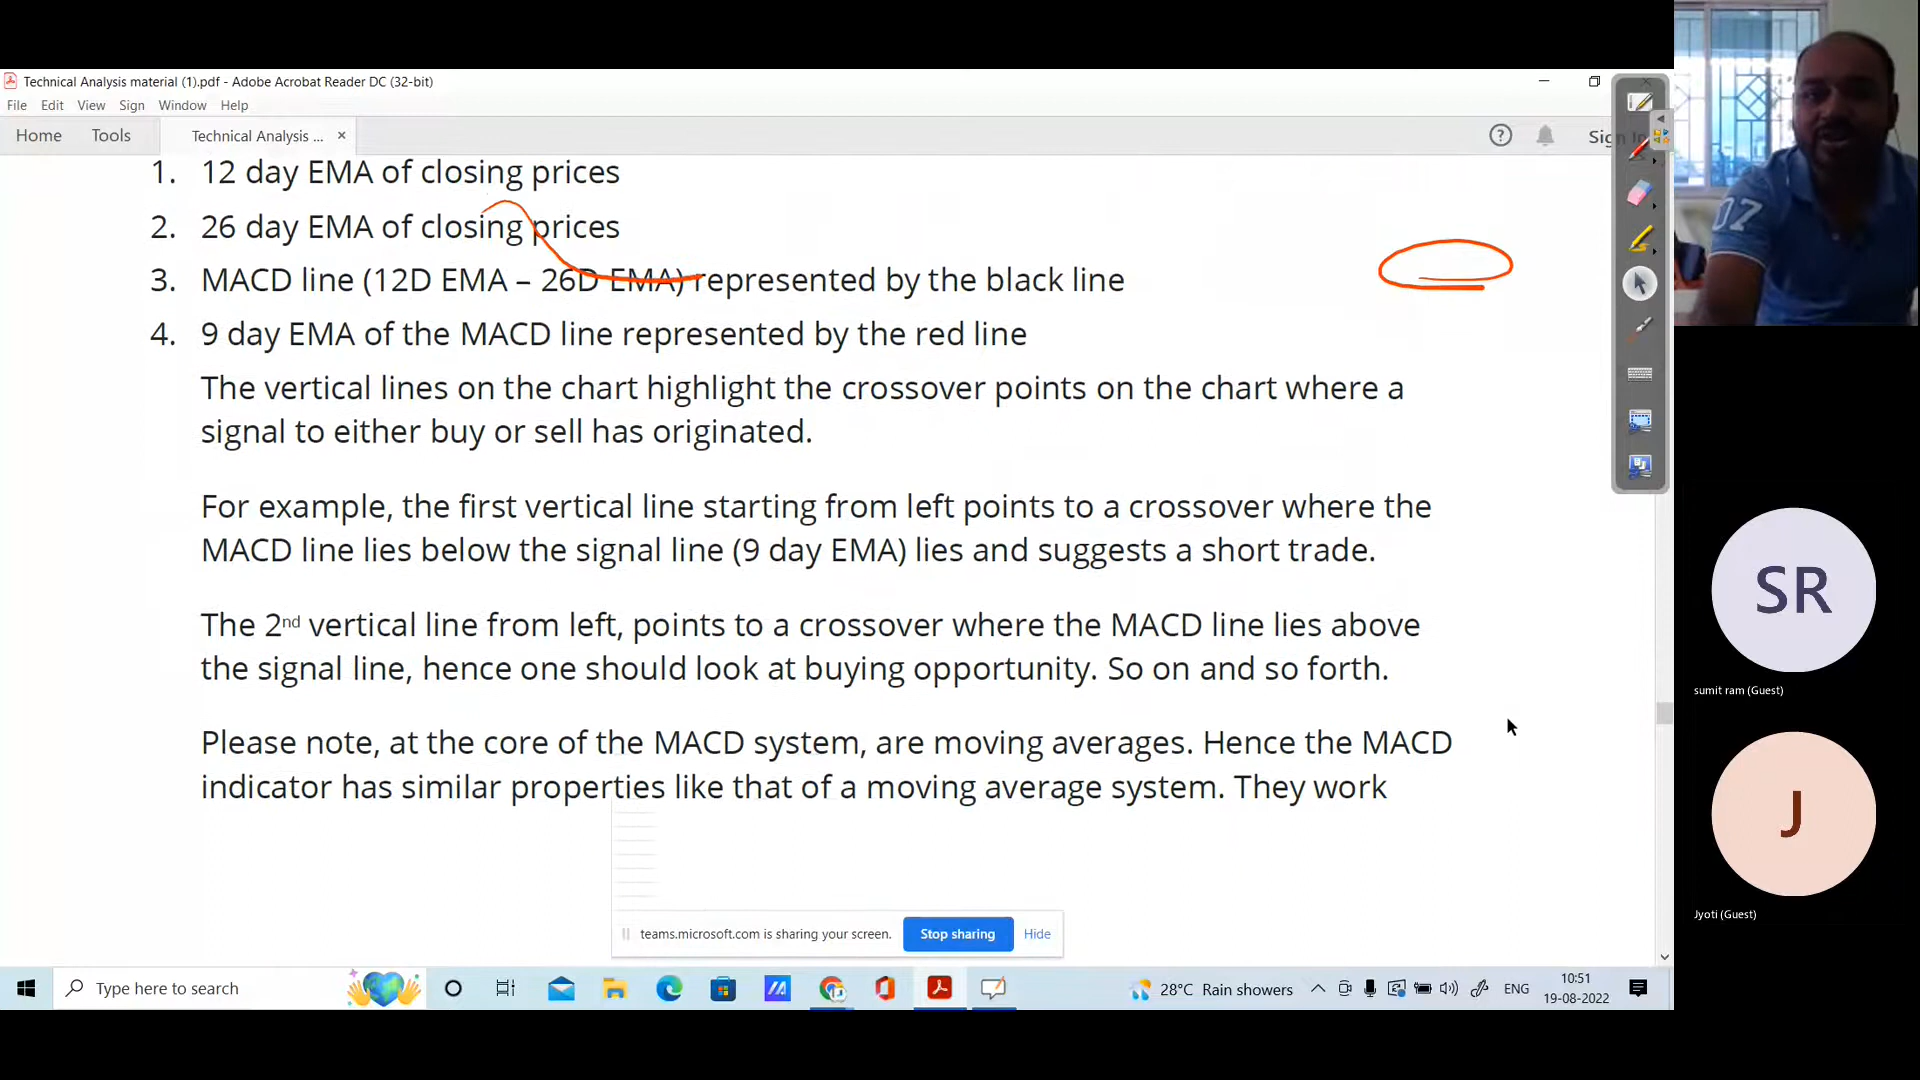 Technical Analysis material (1).pdf - Adobe Acrobat Reader DC (32-bit)
File Edit View Sign Window Help
Home Tools Technical Analysis ... ×
Sign In
07
1. 12 day EMA of closing prices
2. 26 day EMA of closing prices
3. MACD line (12D EMA – 26D EMA) represented by the black line
4. 9 day EMA of the MACD line represented by the red line
The vertical lines on the chart highlight the crossover points on the chart where a
signal to either buy or sell has originated.
For example, the first vertical line starting from left points to a crossover where the
MACD line lies below the signal line (9 day EMA) lies and suggests a short trade.
The 2nd vertical line from left, points to a crossover where the MACD line lies above
the signal line, hence one should look at buying opportunity. So on and so forth.
Please note, at the core of the MACD system, are moving averages. Hence the MACD
indicator has similar properties like that of a moving average system. They work
SR
sumit ram (Guest)
J
Jyoti (Guest)
teams.microsoft.com is sharing your screen. Stop sharing Hide
Type here to search
28°C Rain showers
ENG
10:51
19-08-2022